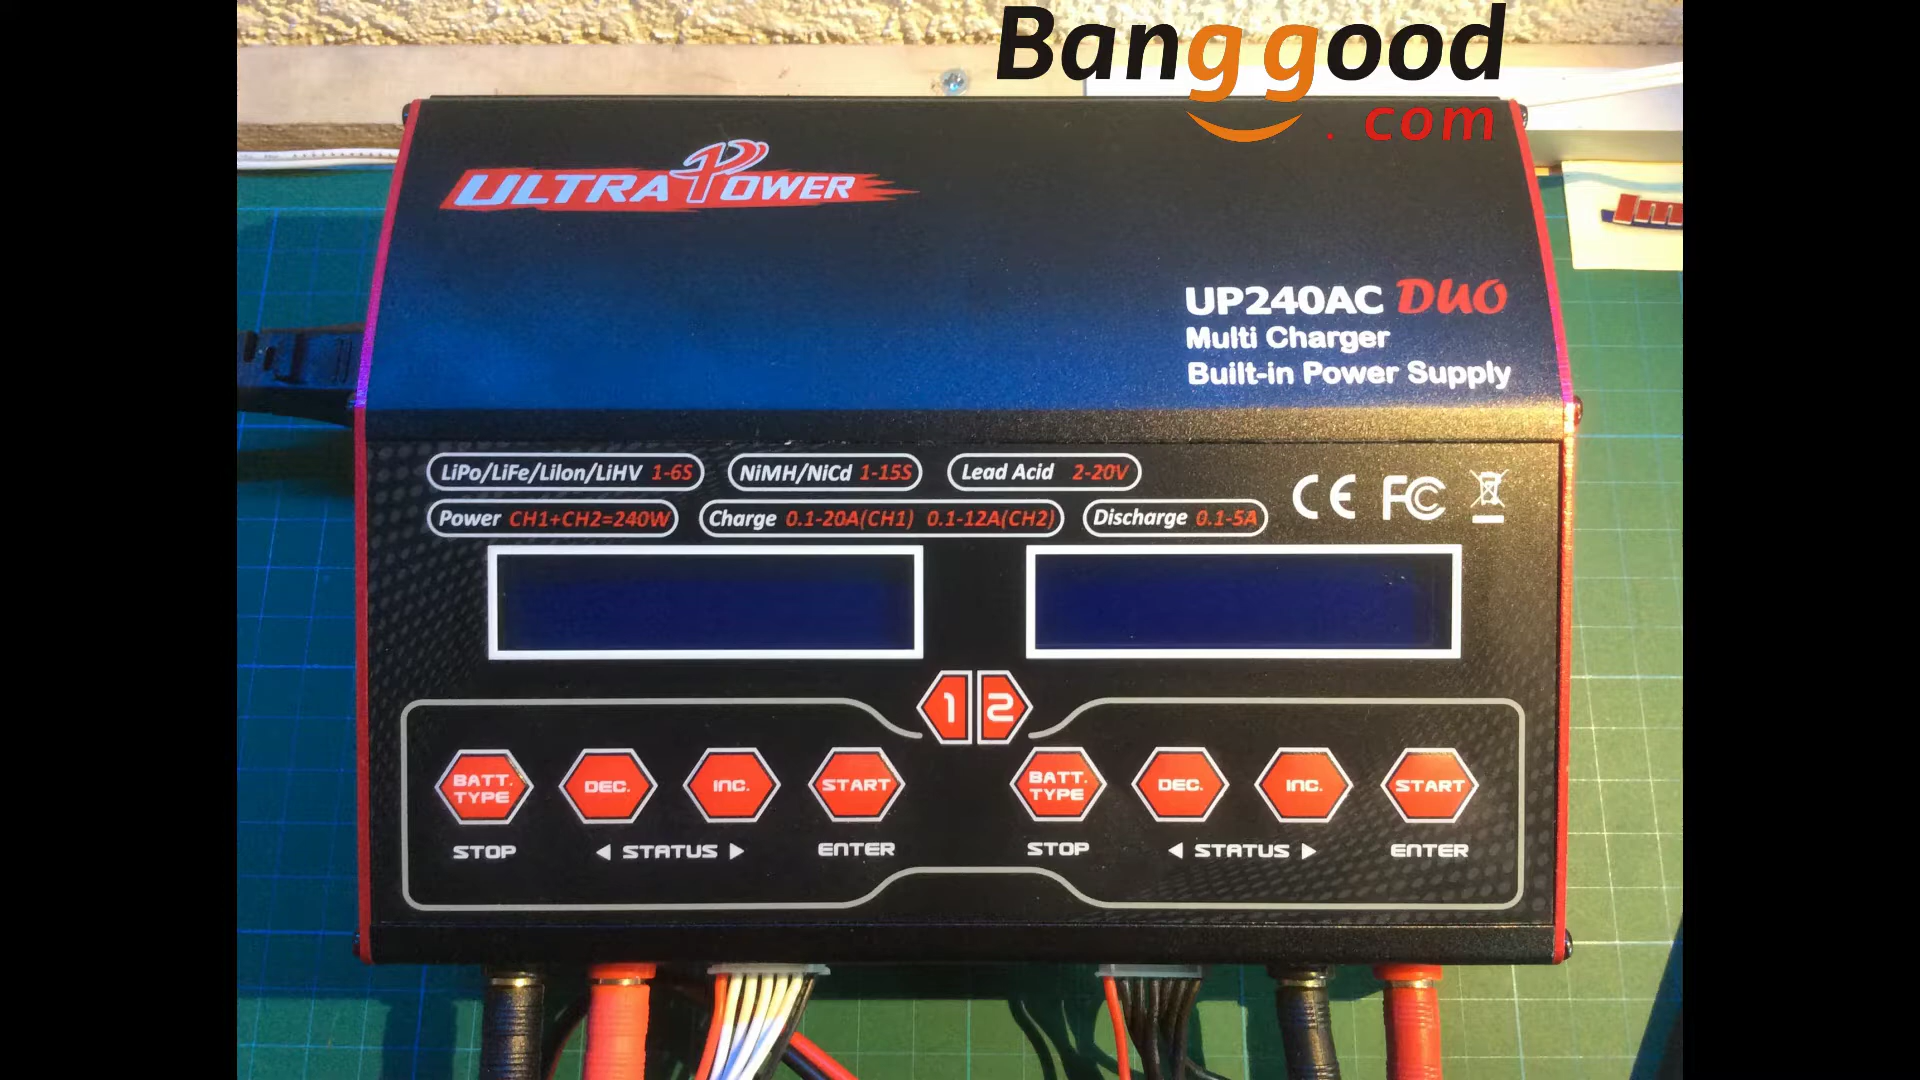 Banggood
.com
ULTRA POWER
UP240AC DUO
Multi Charger
Built-in Power Supply
LiPo/LiFe/LiIon/LiHV 1-6S
NiMH/NiCd 1-15S
Lead Acid 2-20V
CE FC
Power CH1+CH2=240W
Charge 0.1-20A(CH1) 0.1-12A(CH2)
Discharge 0.1-5A
1 2
BATT. TYPE
DEC.
INC.
START
BATT. TYPE
DEC.
INC.
START
STOP
◀ STATUS ▶
ENTER
STOP
◀ STATUS ▶
ENTER